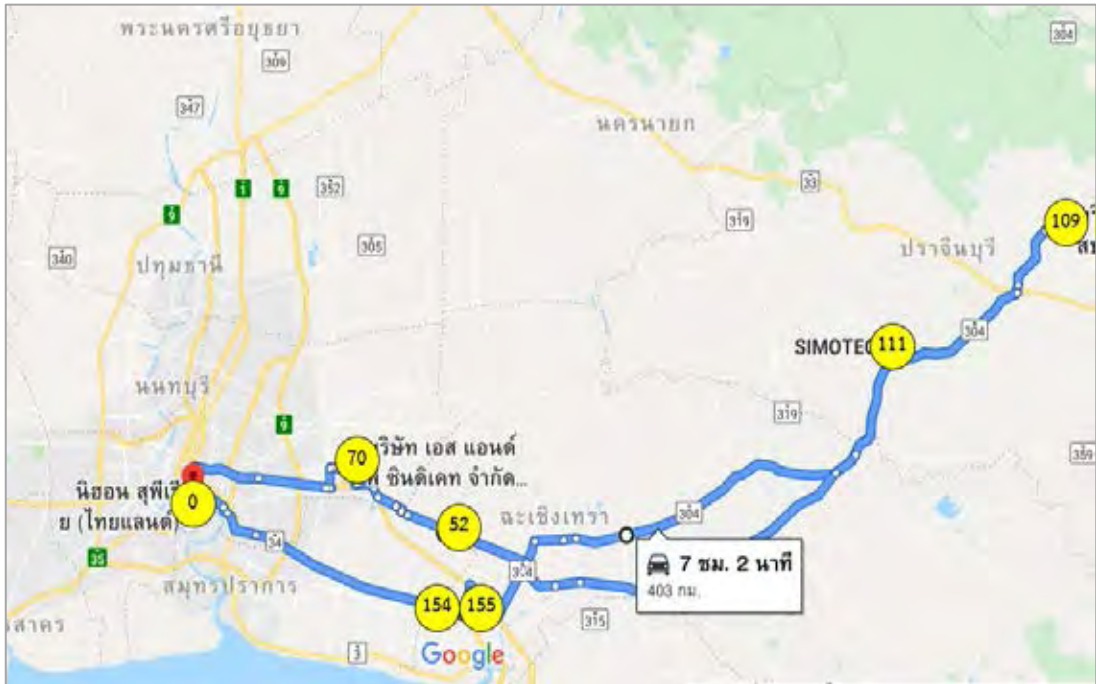 พระนครศรีอยุธยา
309
304
347
นครนายก
1
9
352
33
9
319
109
340
305
ปราจีนบุรี
ปทุมธานี
304
SIMOTEC
111
นนทบุรี
319
9
359
70
ริษัท เอส แอนด์
ซินดิเคท จำกัด...
นิฮอน สุพีเรี
ย (ไทยแลนด์)
0
52
ฉะเชิงเทรา
304
34
35
7 ชม. 2 นาที
403 กม.
304
สมุทรปราการ
154
155
315
สาคร
3
Google